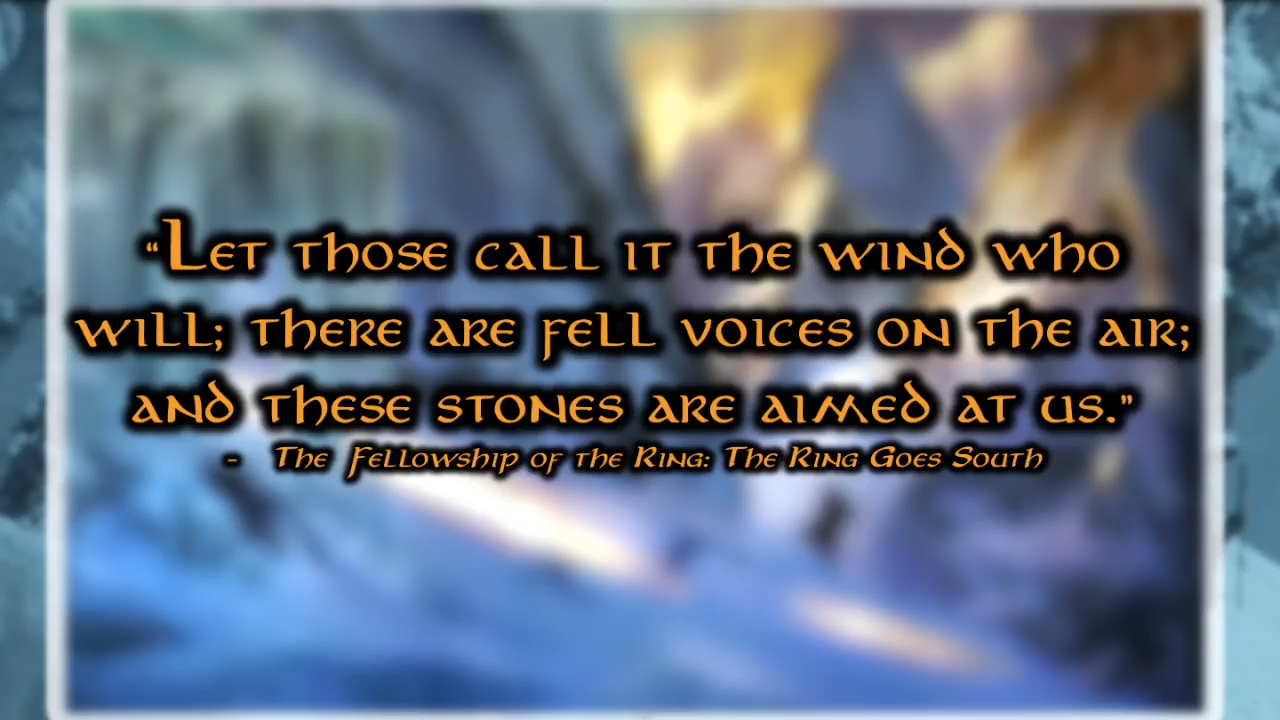 “Let those call it the wind who
will; there are fell voices on the air;
and these stones are aimed at us.”
- The Fellowship of the Ring: The Ring Goes South